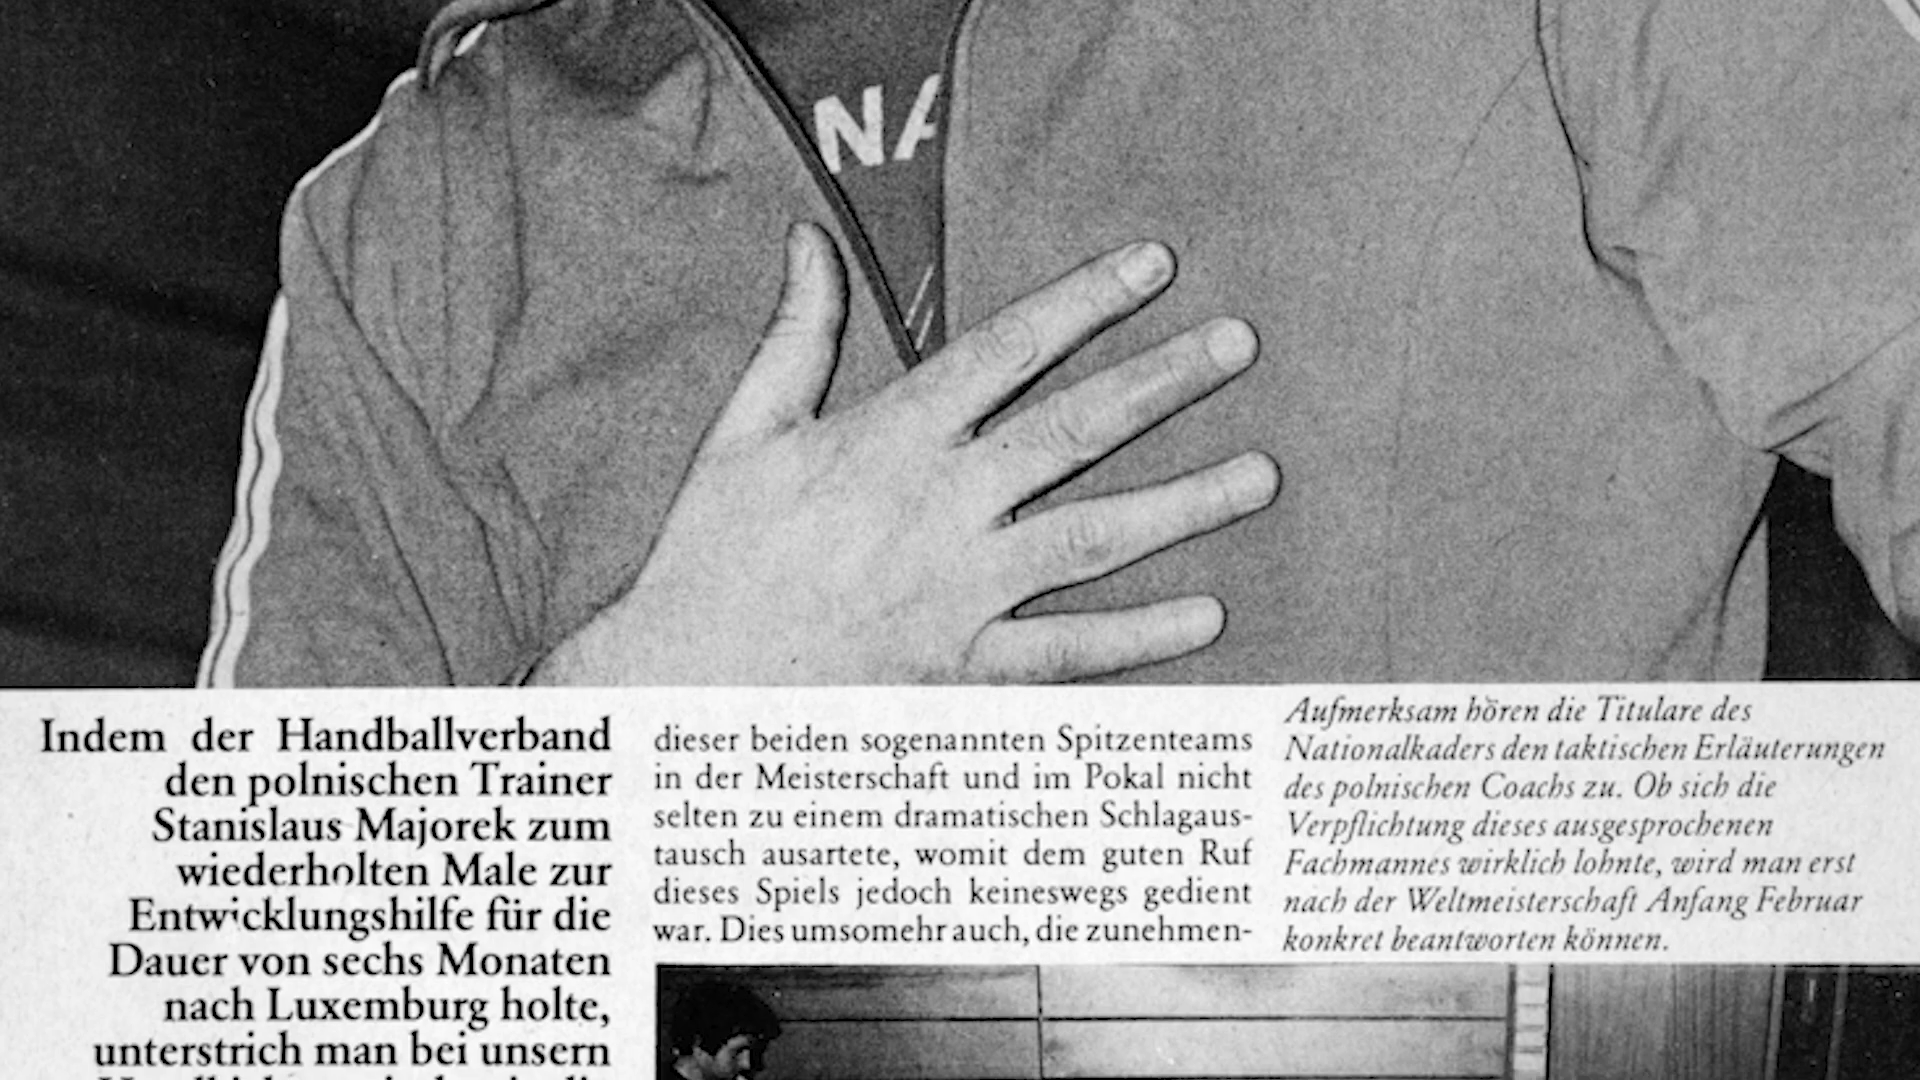 NA
Indem der Handballverband
den polnischen Trainer
Stanislaus Majorek zum
wiederholten Male zur
Entwicklungshilfe für die
Dauer von sechs Monaten
nach Luxemburg holte,
unterstrich man bei unsern
dieser beiden sogenannten Spitzenteams
in der Meisterschaft und im Pokal nicht
selten zu einem dramatischen Schlagaus-
tausch ausartete, womit dem guten Ruf
dieses Spiels jedoch keineswegs gedient
war. Dies umsomehr auch, die zunehmen-
Aufmerksam hören die Titulare des
Nationalkaders den taktischen Erläuterungen
des polnischen Coachs zu. Ob sich die
Verpflichtung dieses ausgesprochenen
Fachmannes wirklich lohnte, wird man erst
nach der Weltmeisterschaft Anfang Februar
konkret beantworten können.